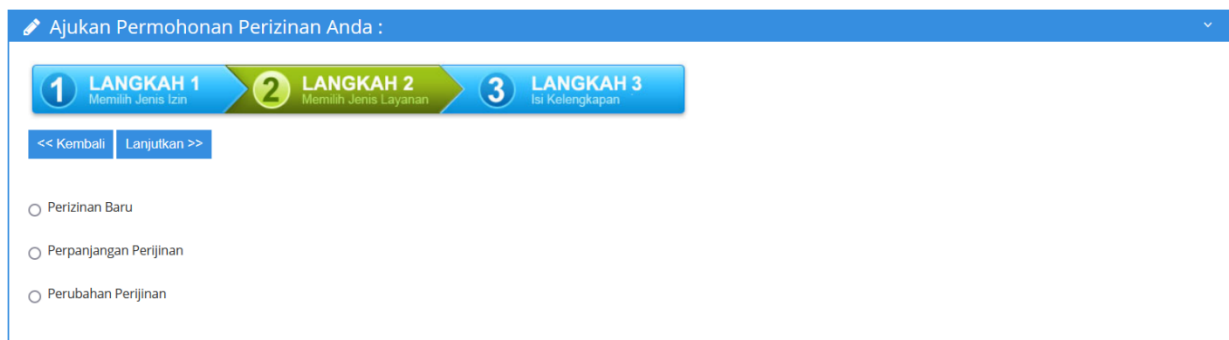 Ajukan Permohonan Perizinan Anda :
1 LANGKAH 1 2 LANGKAH 2 3 LANGKAH 3
Memilih Jenis Izin Memilih Jenis Layanan Isi Kelengkapan
<< Kembali Lanjutkan >>
Perizinan Baru
Perpanjangan Perijinan
Perubahan Perijinan